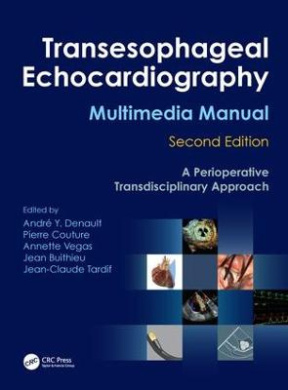 Transesophageal
Echocardiography
Multimedia Manual
Second Edition
A Perioperative
Transdisciplinary Approach
Edited by
André Y. Denault
Pierre Couture
Annette Vegas
Jean Buithieu
Jean-Claude Tardif
CRC
CRC Press
Taylor & Francis Group